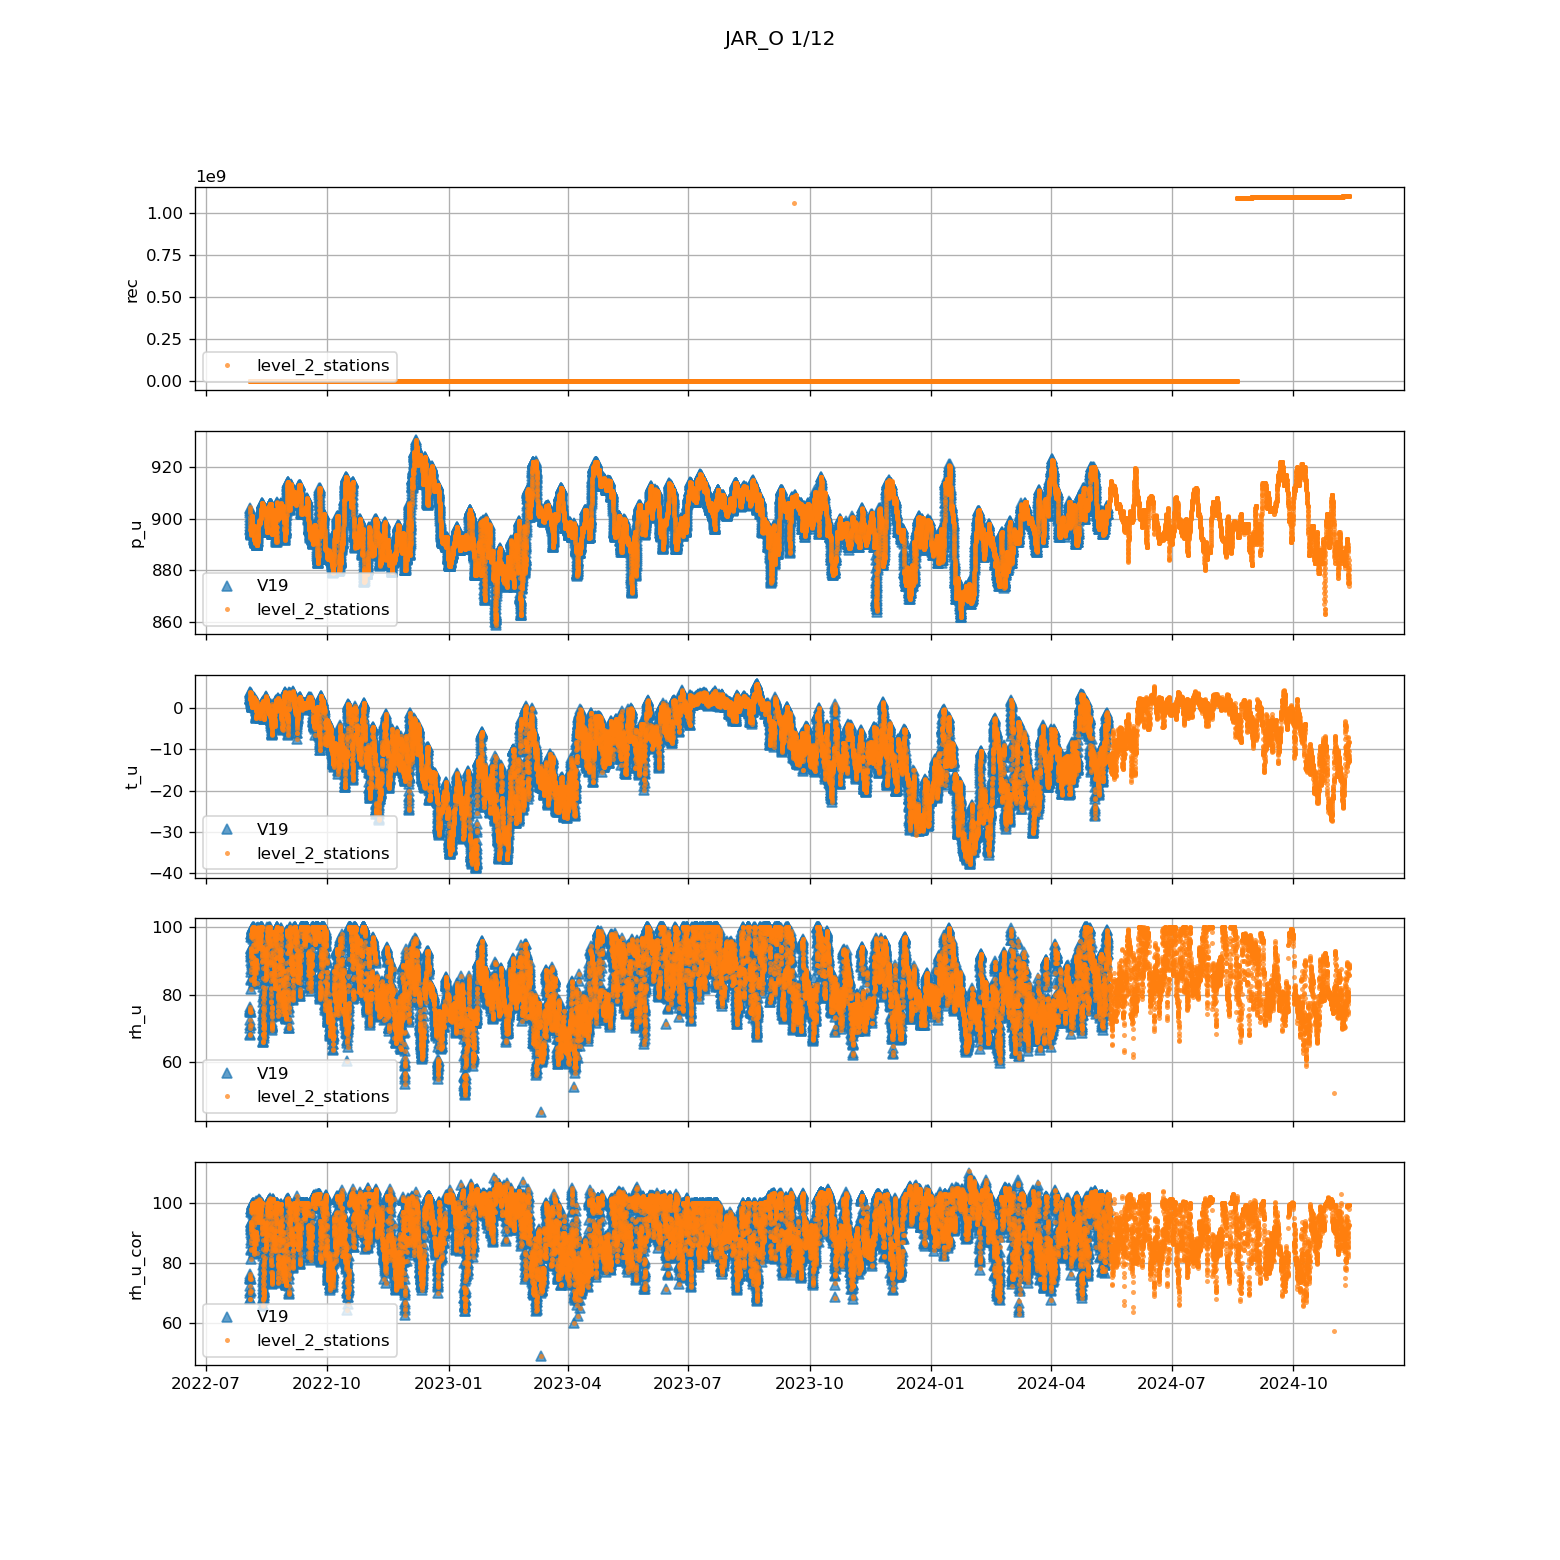 JAR_O 1/12
1e9
1.00
0.75
0.50
0.25
0.00
rec
level_2_stations
920
900
880
860
p_u
V19
level_2_stations
0
−10
−20
−30
−40
t_u
V19
level_2_stations
100
80
60
rh_u
V19
level_2_stations
100
80
60
rh_u_cor
V19
level_2_stations
2022-07 2022-10 2023-01 2023-04 2023-07 2023-10 2024-01 2024-04 2024-07 2024-10